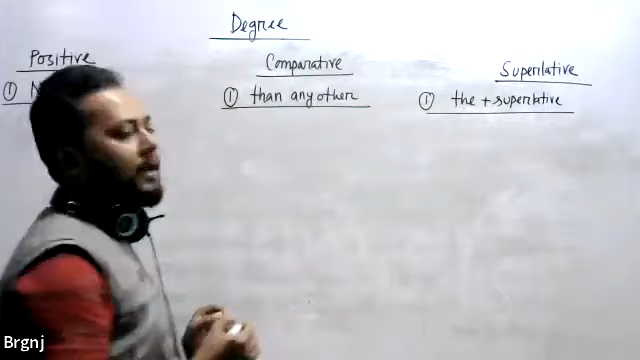 Degree
Positive
Comparative
Superlative
① N
① than any other
① the + superlative
Brgnj